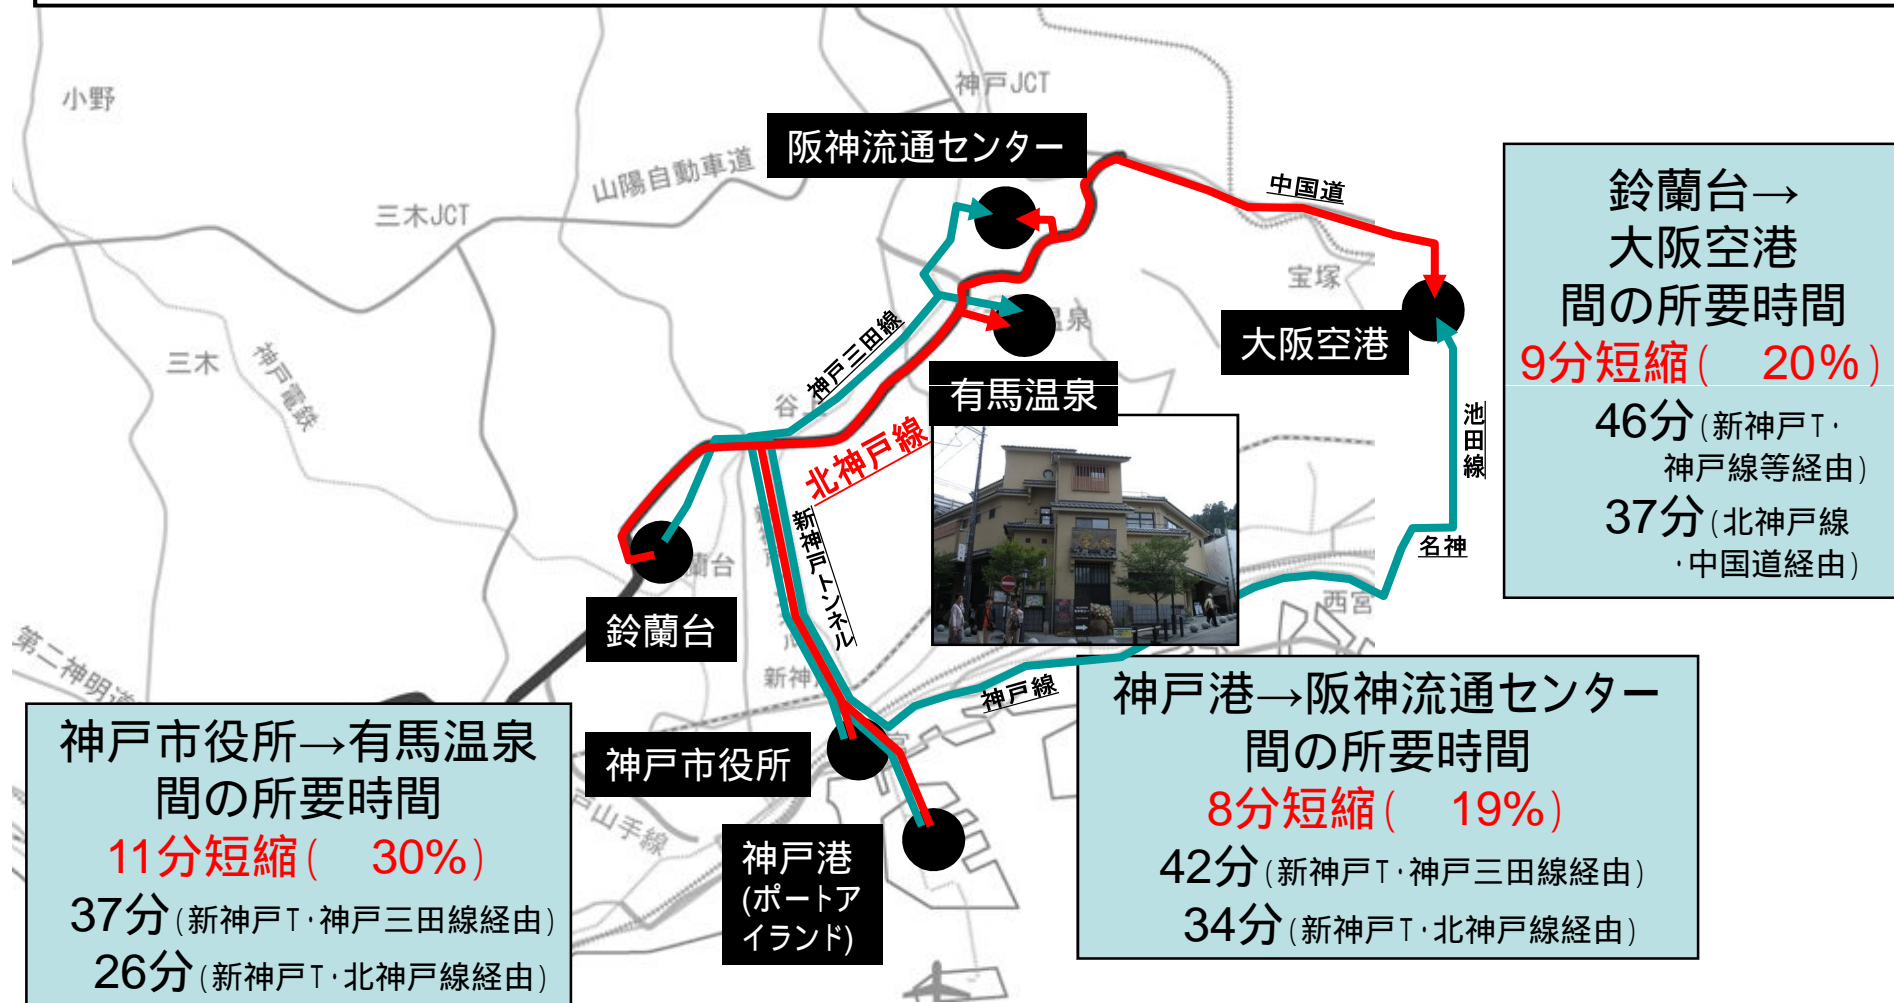 小野
神戸JCT
阪神流通センター
山陽自動車道
三木JCT
中国道
宝塚
鈴蘭台→
大阪空港
間の所要時間
9分短縮(　20%)
46分(新神戸T・
神戸線等経由)
37分(北神戸線
・中国道経由)
三木
神戸電鉄
神戸三田線
温泉
大阪空港
谷上
有馬温泉
北神戸線
池田線
新神戸トンネル
名神
蘭台
鈴蘭台
西宮
第二神明道
新神
神戸線
神戸市役所→有馬温泉
間の所要時間
11分短縮(　30%)
37分(新神戸T・神戸三田線経由)
26分(新神戸T・北神戸線経由)
神戸市役所
戸山手線
神戸港
(ポートア
イランド)
神戸港→阪神流通センター
間の所要時間
8分短縮(　19%)
42分(新神戸T・神戸三田線経由)
34分(新神戸T・北神戸線経由)